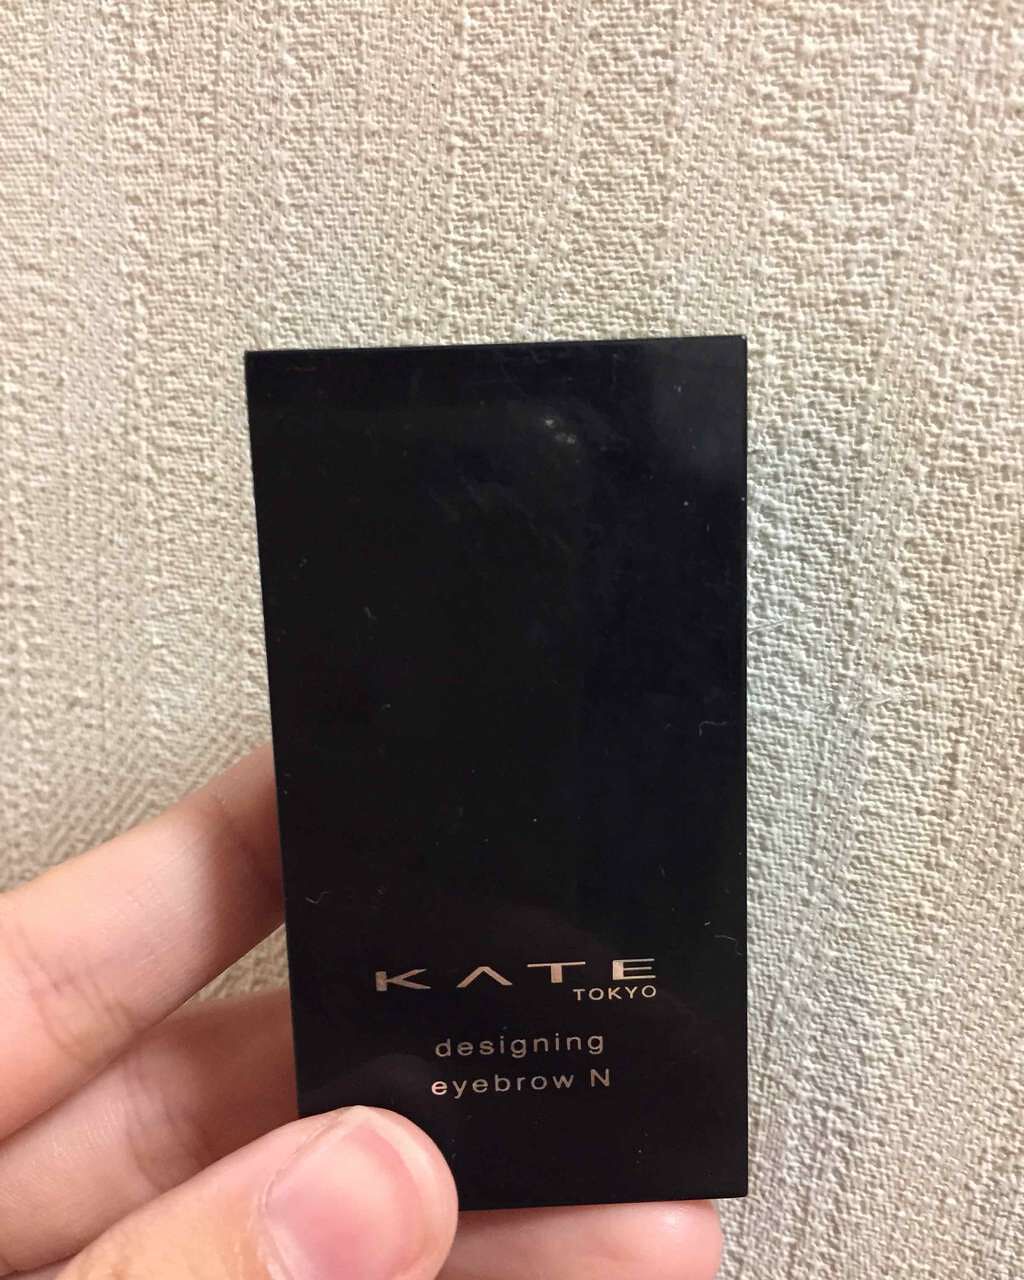 KATE
TOKYO
designing
eyebrow N